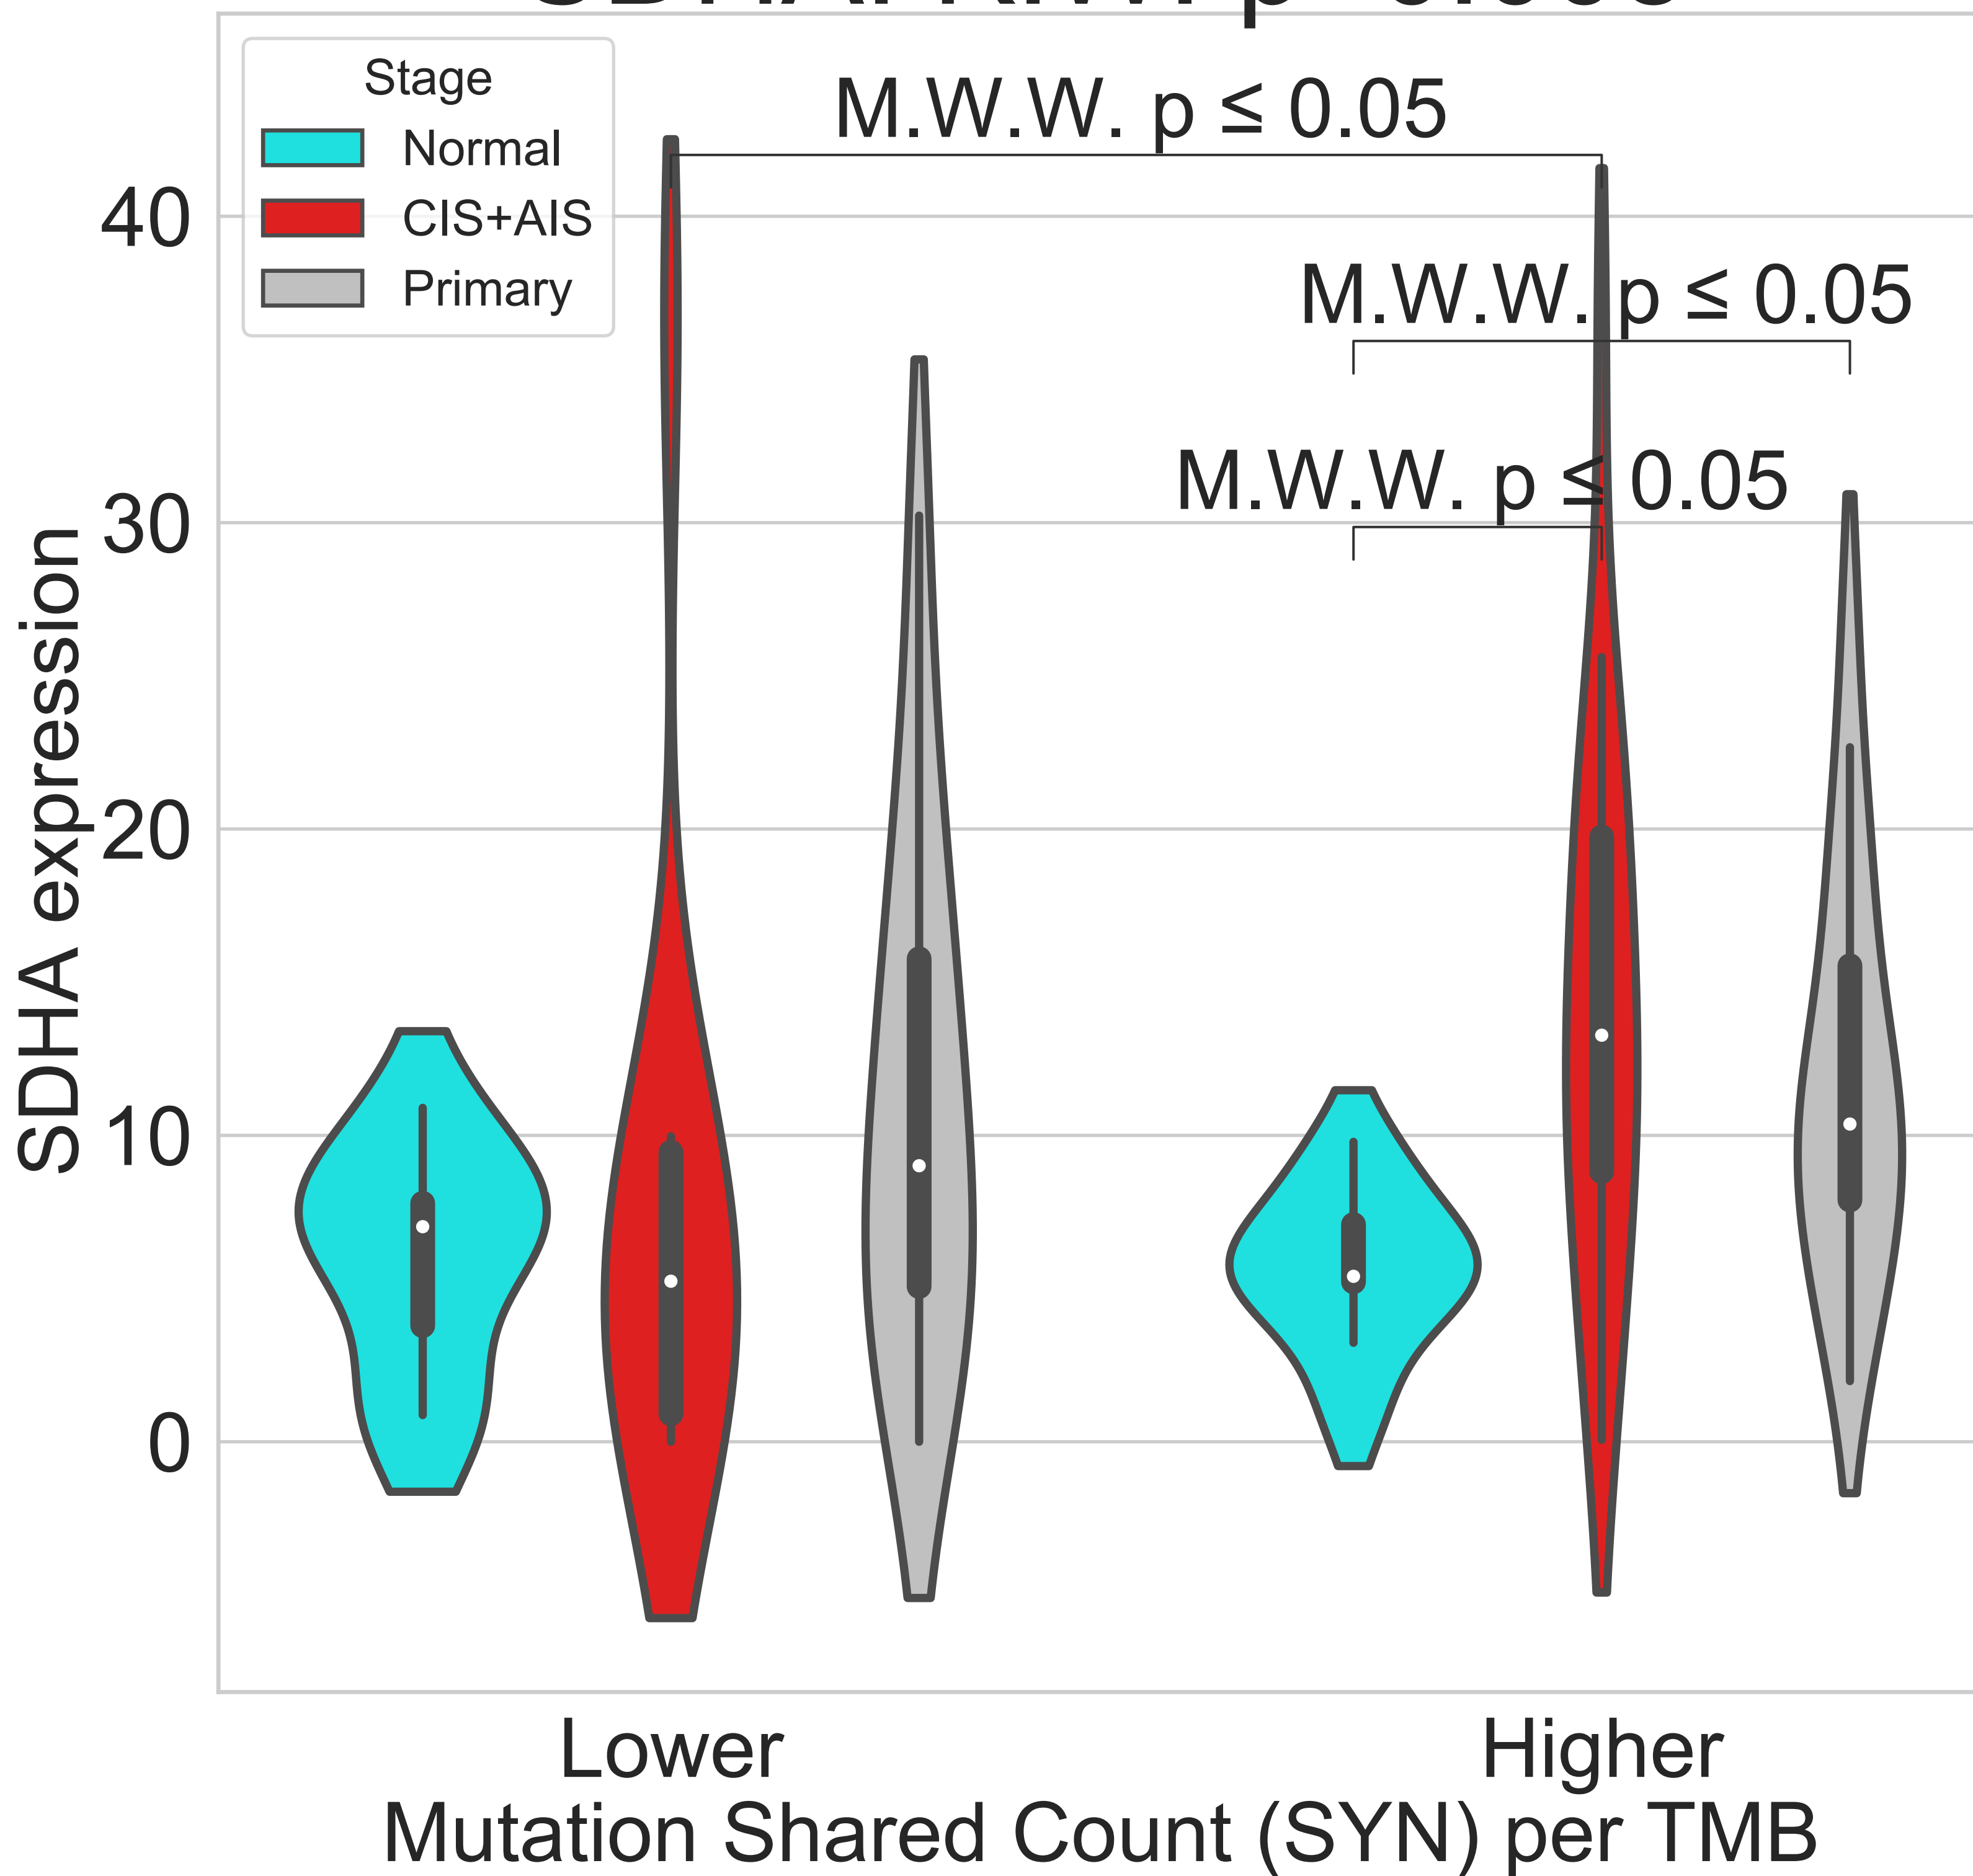 Stage
Normal
CIS+AIS
Primary
M.W.W. p ≤ 0.05
M.W.W. p ≤ 0.05
M.W.W. p ≤ 0.05
40
30
20
10
0
SDHA expression
Lower
Higher
Mutation Shared Count (SYN) per TMB